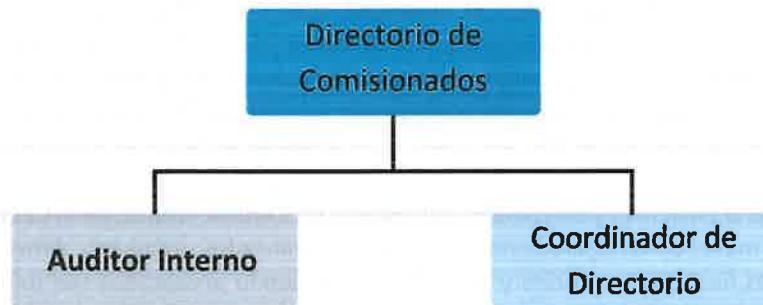 Directorio de
Comisionados
Auditor Interno
Coordinador de
Directorio